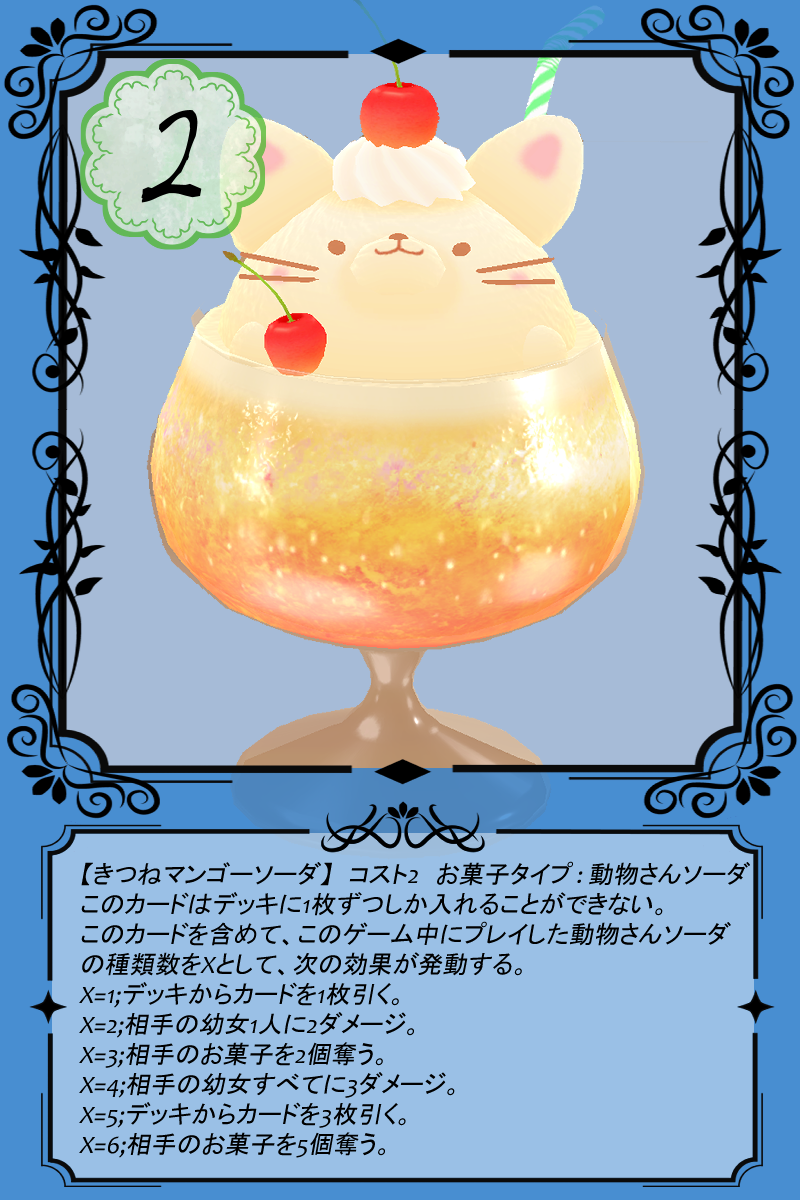 2
【きつねマンゴーソーダ】 コスト2 お菓子タイプ：動物さんソーダ
このカードはデッキに1枚ずつしか入れることができない。
このカードを含めて、このゲーム中にプレイした動物さんソーダ
の種類数をXとして、次の効果が発動する。
X=1;デッキからカードを1枚引く。
X=2;相手の幼女1人に2ダメージ。
X=3;相手のお菓子を2個奪う。
X=4;相手の幼女すべてに3ダメージ。
X=5;デッキからカードを3枚引く。
X=6;相手のお菓子を5個奪う。